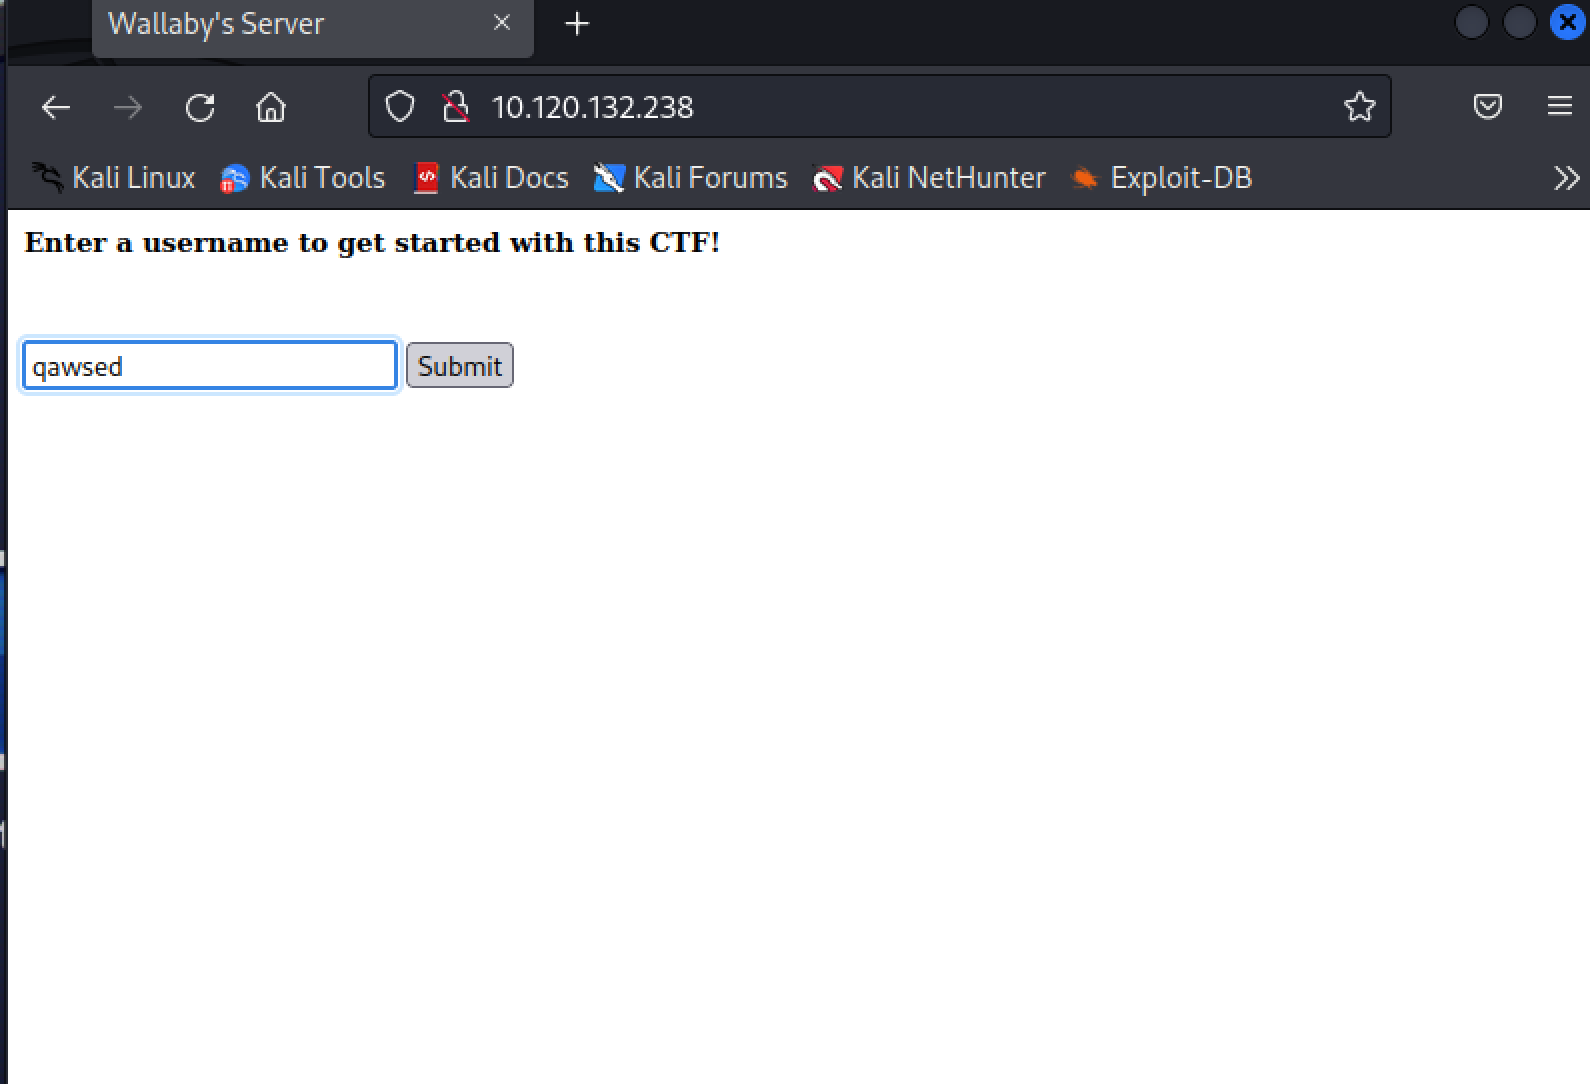 Wallaby's Server
10.120.132.238
Kali Linux Kali Tools Kali Docs Kali Forums Kali NetHunter Exploit-DB
Enter a username to get started with this CTF!
qawsed Submit